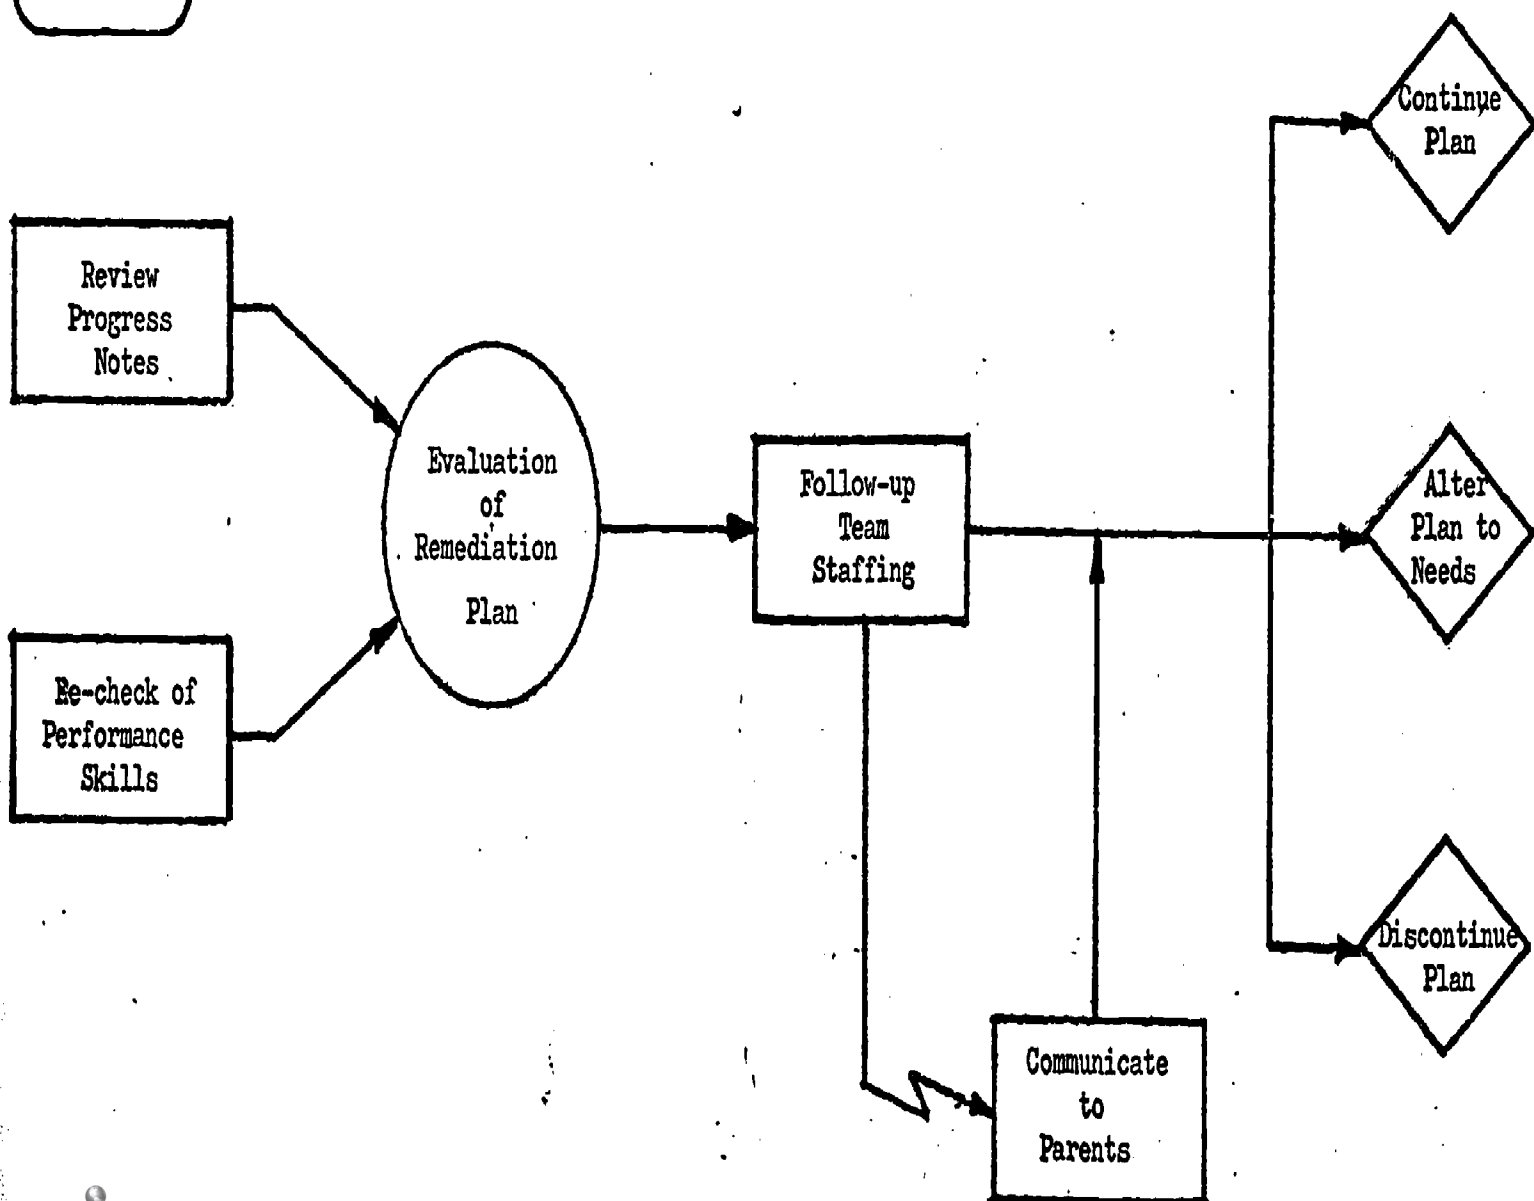 Review
Progress
Notes
Re-check of
Performance
Skills
Evaluation
of
Remediation
Plan
Follow-up
Team
Staffing
Communicate
to
Parents
Continue
Plan
Alter
Plan to
Needs
Discontinue
Plan